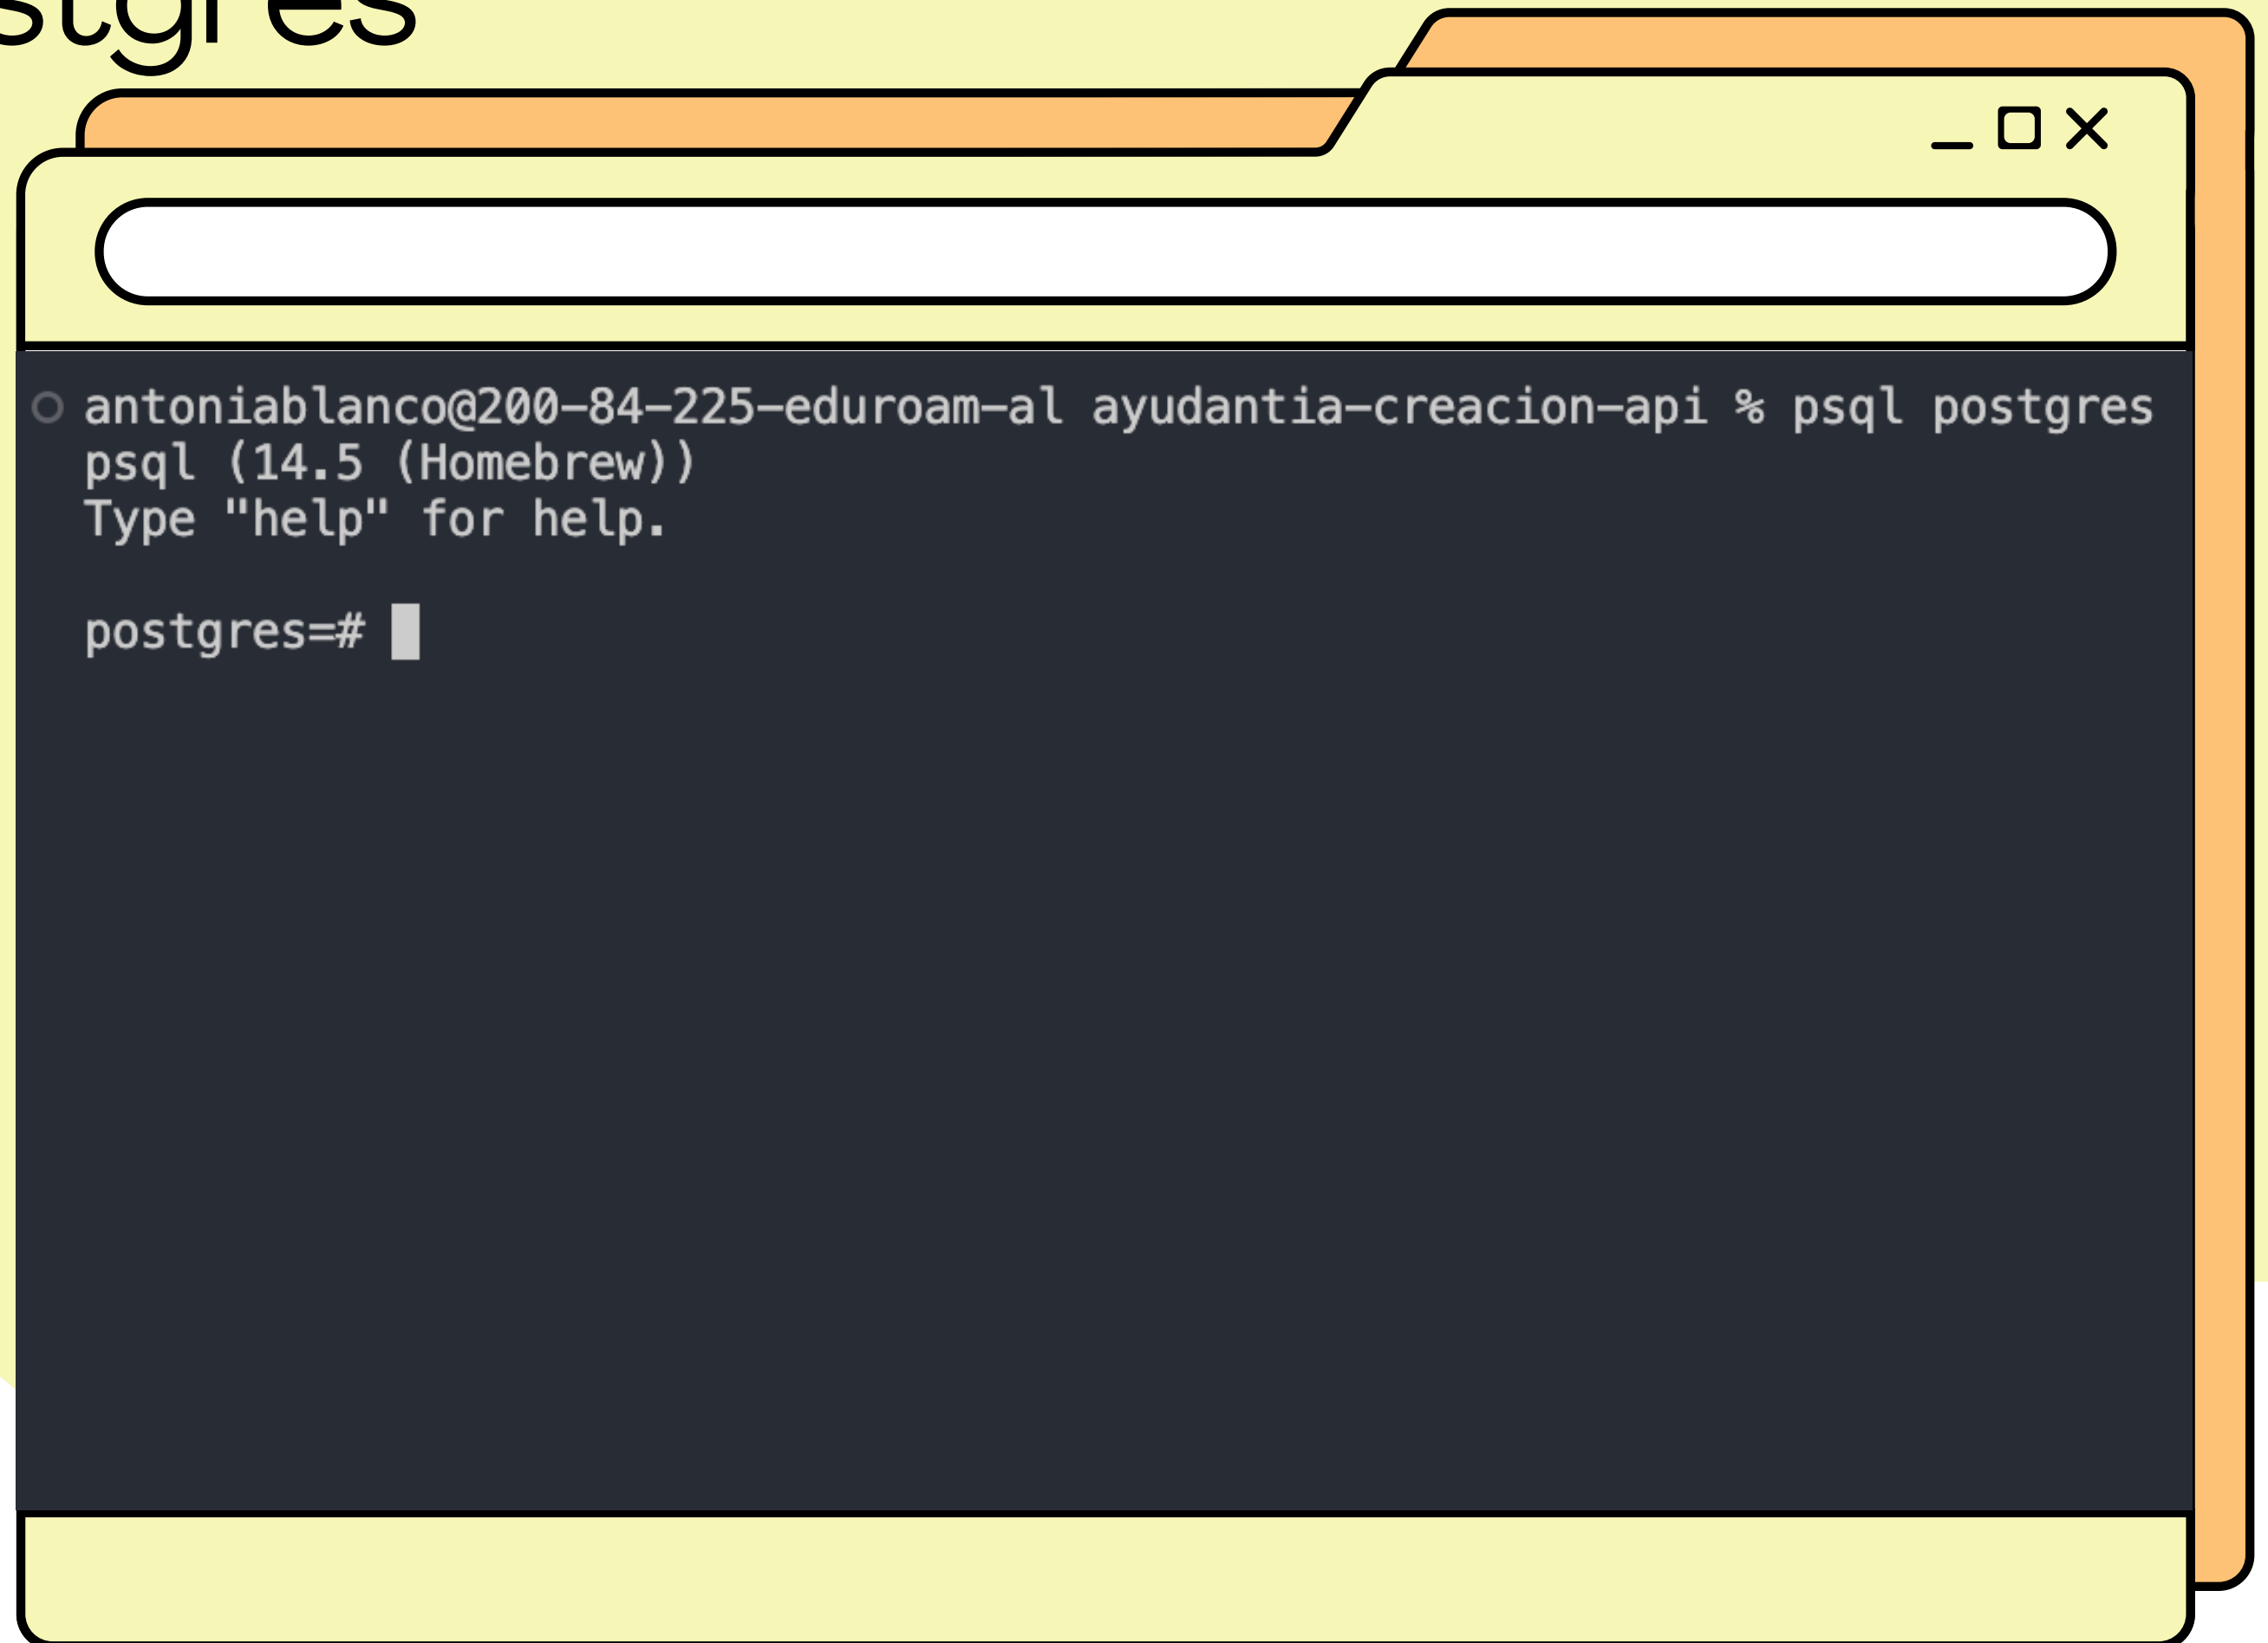 stgres
antoniablanco@200-84-225-eduroam-al ayudantia-creacion-api % psql postgres
psql (14.5 (Homebrew))
Type "help" for help.
postgres=#